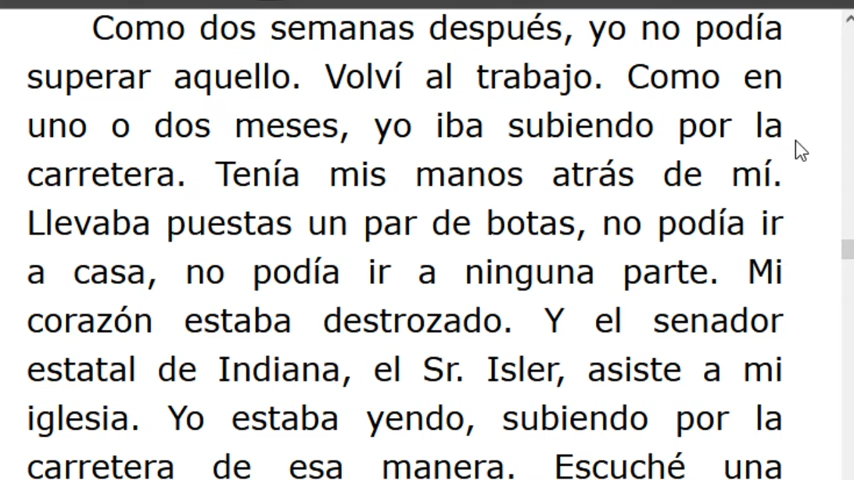 Como dos semanas después, yo no podía
superar aquello. Volví al trabajo. Como en
uno o dos meses, yo iba subiendo por la
carretera. Tenía mis manos atrás de mí.
Llevaba puestas un par de botas, no podía ir
a casa, no podía ir a ninguna parte. Mi
corazón estaba destrozado. Y el senador
estatal de Indiana, el Sr. Isler, asiste a mi
iglesia. Yo estaba yendo, subiendo por la
carretera de esa manera. Escuché una